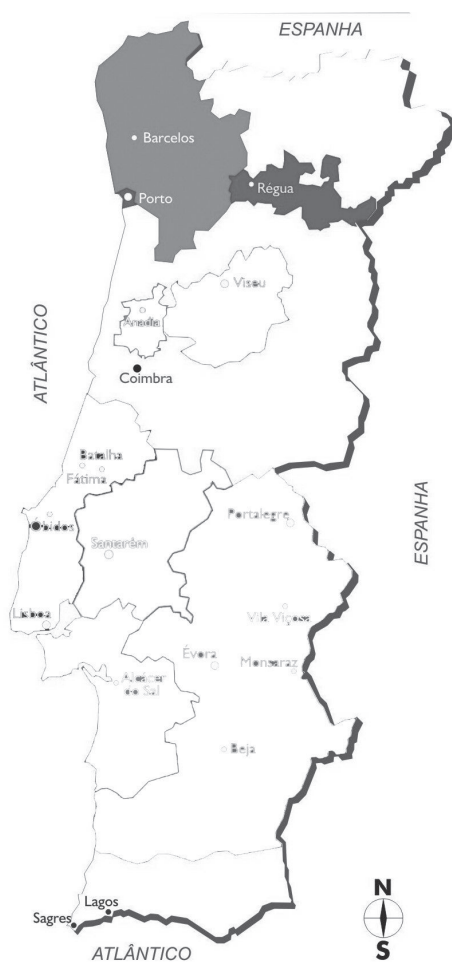 ESPANHA
Barcelos
Régua
Porto
Viseu
Anadia
ATLÂNTICO
Coimbra
Batalha
Fátima
Óbidos
Portalegre
Santarém
ESPANHA
Lisboa
Vila Viçosa
Évora
Monsaraz
Alcácer
do Sal
Beja
Lagos
Sagres
N
S
ATLÂNTICO